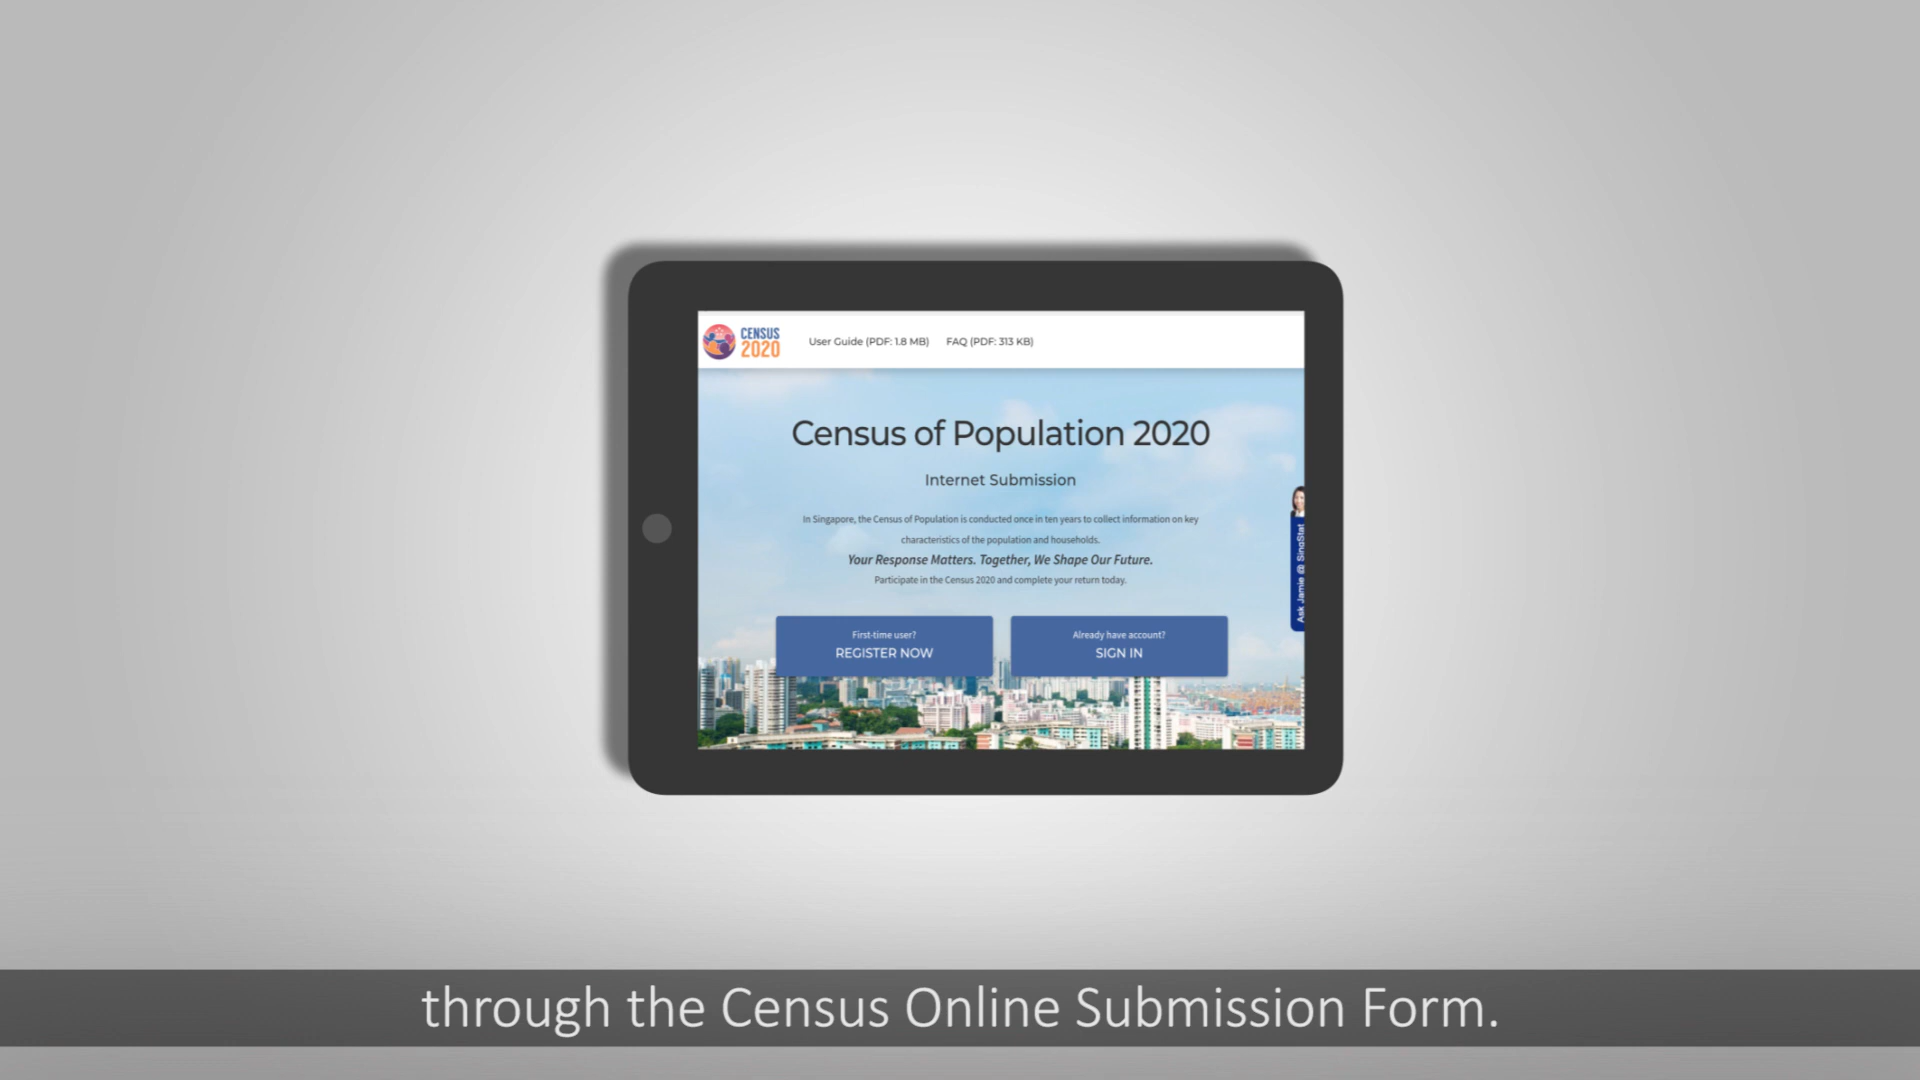 CENSUS
2020
User Guide (PDF: 1.8 MB) FAQ (PDF: 313 KB)
Census of Population 2020
Internet Submission
In Singapore, the Census of Population is conducted once in ten years to collect information on key
characteristics of the population and households.
Your Response Matters. Together, We Shape Our Future.
Participate in the Census 2020 and complete your return today.
First-time user?
REGISTER NOW
Already have account?
SIGN IN
Ask Jamie @ SingStat
through the Census Online Submission Form.